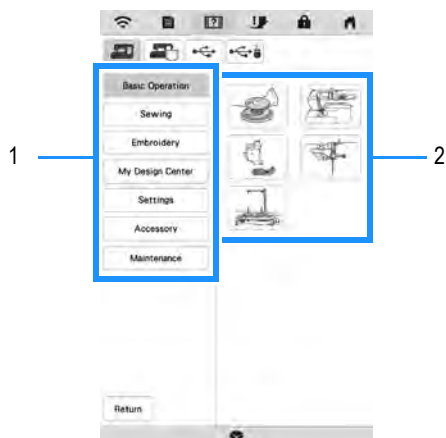 Basic Operation
Sewing
1
Embroidery
2
My Design Center
Settings
Accessory
Maintenance
Return